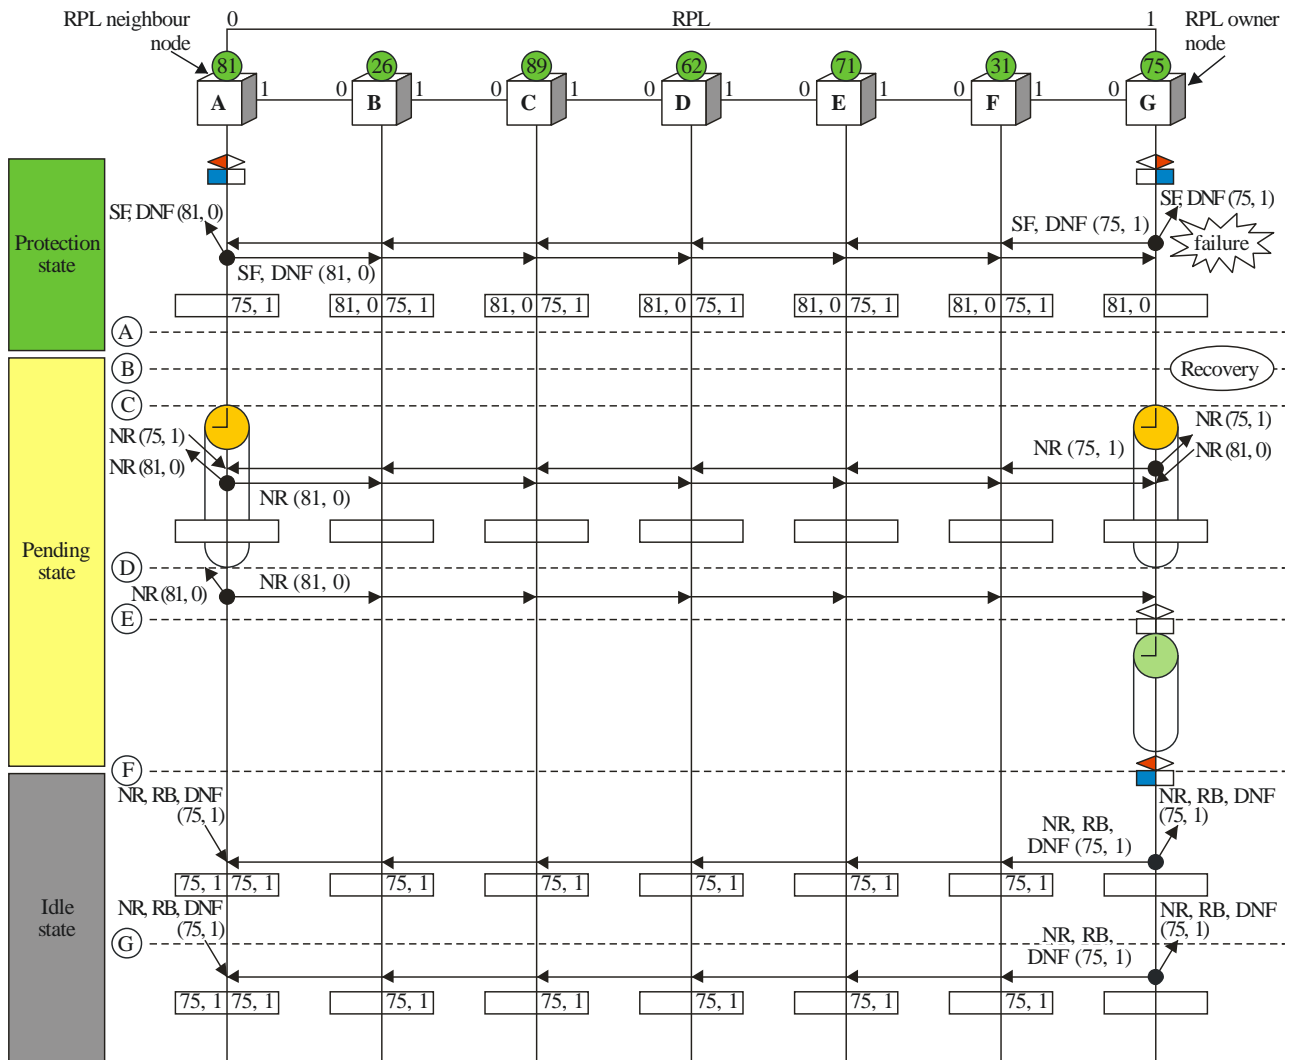 RPL neighbour
node
0
RPL
1
RPL owner
node
81
26
89
62
71
31
75
A
1
0
B
1
0
C
1
0
D
1
0
E
1
0
F
1
0
G
Protection
state
SF, DNF (81, 0)
SF, DNF (75, 1)
SF, DNF (75, 1)
failure
SF, DNF (81, 0)
75, 1
81, 0 75, 1
81, 0 75, 1
81, 0 75, 1
81, 0 75, 1
81, 0 75, 1
81, 0
A
B
Recovery
C
Pending
state
NR (75, 1)
NR (81, 0)
NR (75, 1)
NR (75, 1)
NR (81, 0)
NR (81, 0)
D
NR (81, 0)
NR (81, 0)
E
F
Idle
state
NR, RB, DNF
(75, 1)
NR, RB,
DNF (75, 1)
NR, RB, DNF
(75, 1)
75, 1 75, 1
75, 1
75, 1
75, 1
75, 1
75, 1
NR, RB, DNF
(75, 1)
G
NR, RB,
DNF (75, 1)
NR, RB, DNF
(75, 1)
75, 1 75, 1
75, 1
75, 1
75, 1
75, 1
75, 1